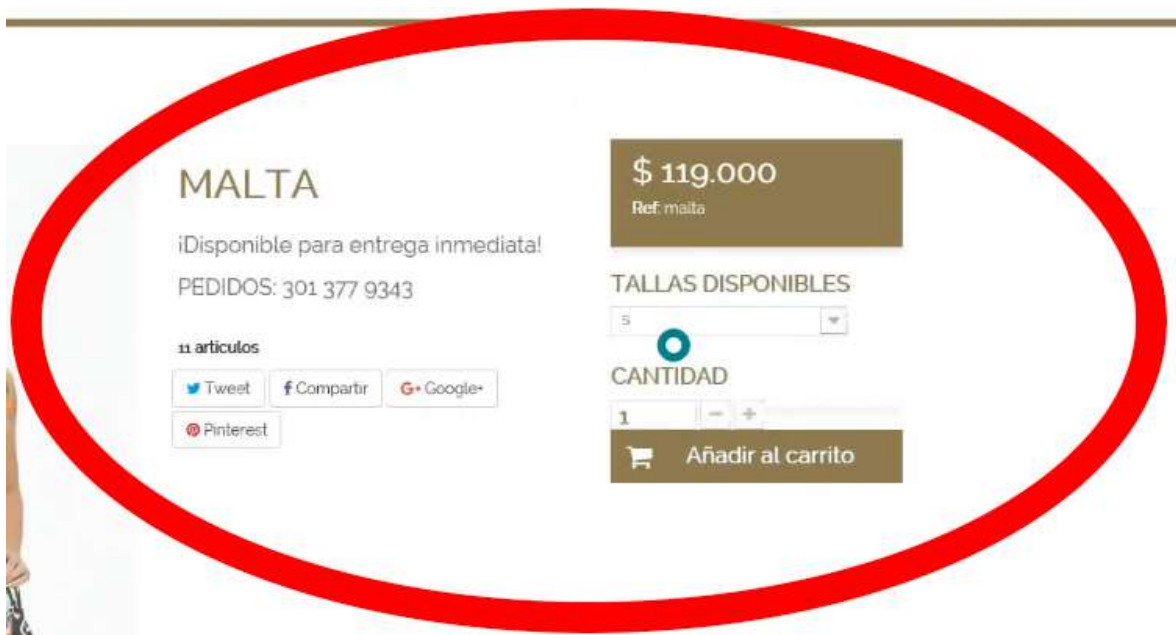 MALTA
¡Disponible para entrega inmediata!
PEDIDOS: 301 377 9343
11 artículos
Tweet
Compartir
Google+
Pinterest
$ 119.000
Ref: malta
TALLAS DISPONIBLES
S
CANTIDAD
1
Añadir al carrito